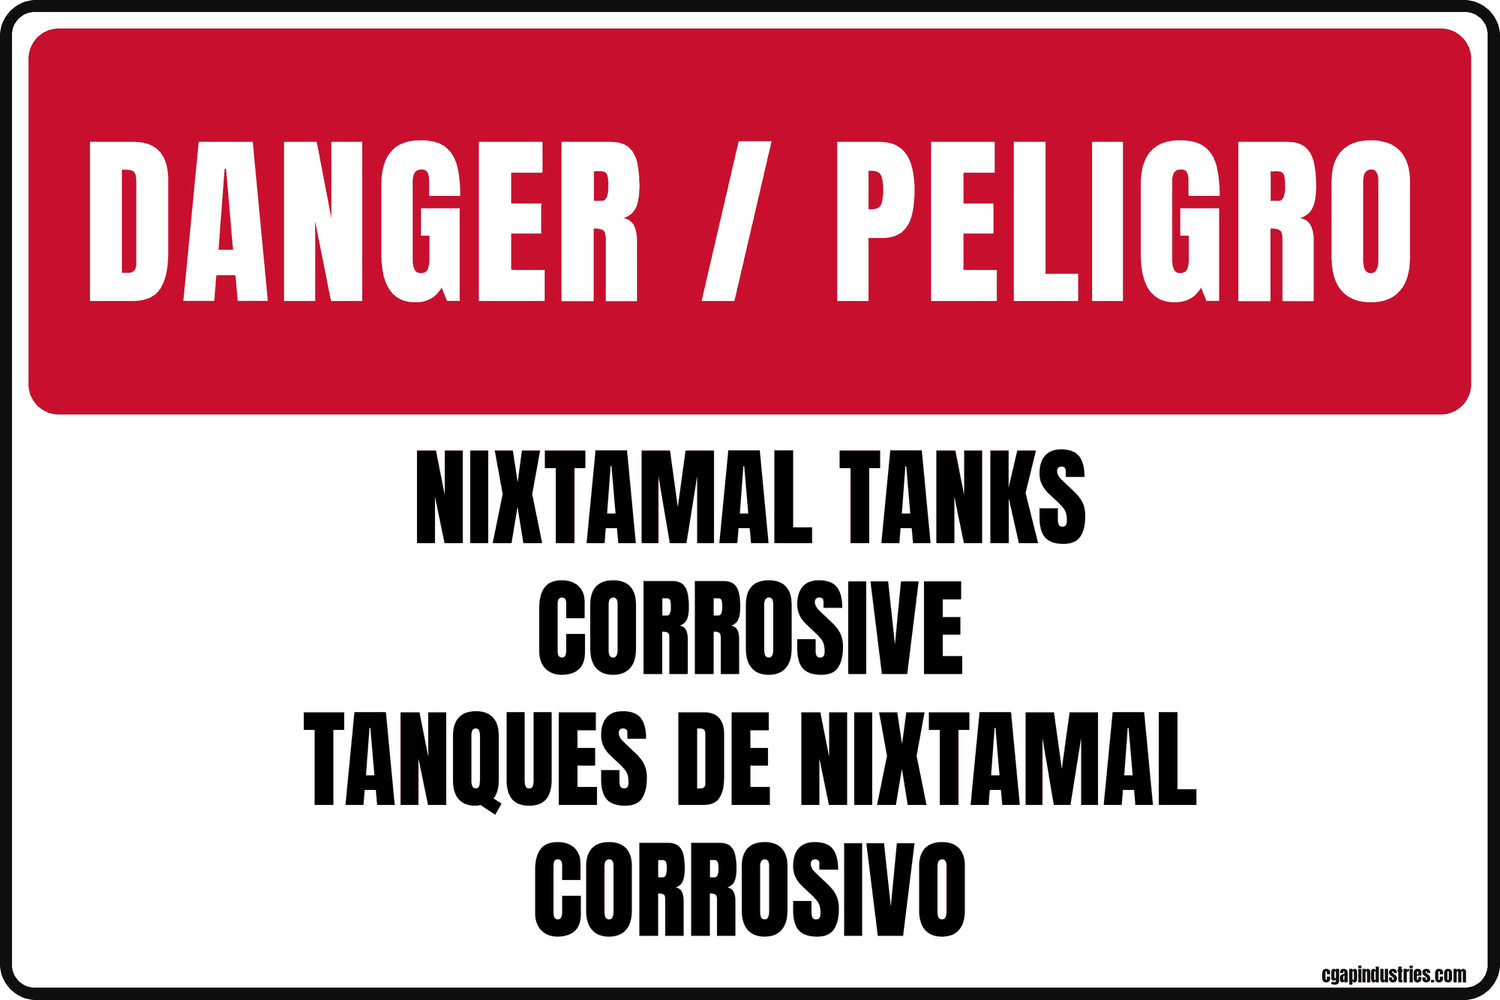 DANGER / PELIGRO
NIXTAMAL TANKS
CORROSIVE
TANQUES DE NIXTAMAL
CORROSIVO
cgapindustries.com